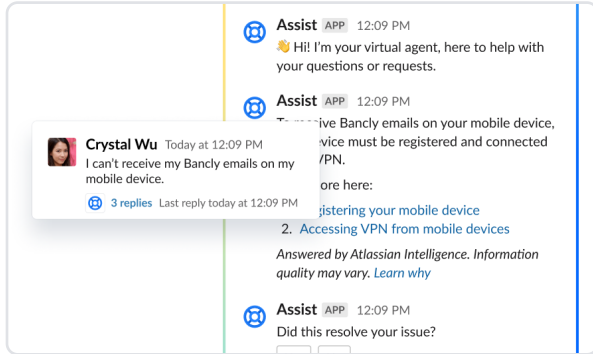 Assist APP 12:09 PM
👋 Hi! I'm your virtual agent, here to help with
your questions or requests.
Assist APP 12:09 PM
receive Bancly emails on your mobile device,
device must be registered and connected
VPN.
here:
registering your mobile device
2. Accessing VPN from mobile devices
Answered by Atlassian Intelligence. Information
quality may vary. Learn why
Assist APP 12:09 PM
Did this resolve your issue?
Crystal Wu Today at 12:09 PM
I can't receive my Bancly emails on my
mobile device.
3 replies Last reply today at 12:09 PM